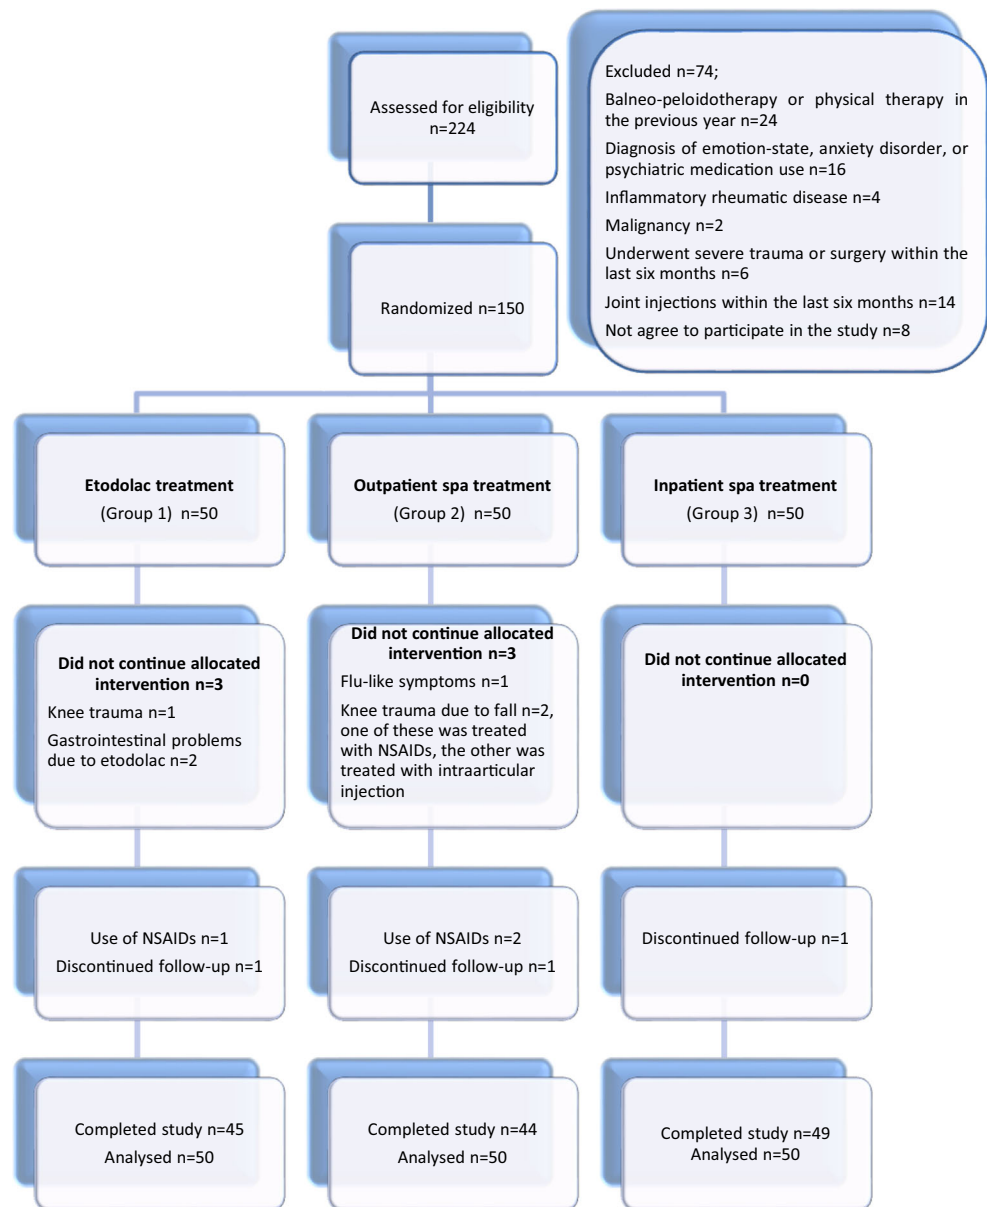 Assessed for eligibility
n=224
Excluded n=74;
Balneo-peloidotherapy or physical therapy in
the previous year n=24
Diagnosis of emotion-state, anxiety disorder, or
psychiatric medication use n=16
Inflammatory rheumatic disease n=4
Malignancy n=2
Underwent severe trauma or surgery within the
last six months n=6
Joint injections within the last six months n=14
Not agree to participate in the study n=8
Randomized n=150
Etodolac treatment
(Group 1) n=50
Outpatient spa treatment
(Group 2) n=50
Inpatient spa treatment
(Group 3) n=50
Did not continue allocated
intervention n=3
Knee trauma n=1
Gastrointestinal problems
due to etodolac n=2
Did not continue allocated
intervention n=3
Flu-like symptoms n=1
Knee trauma due to fall n=2,
one of these was treated
with NSAIDs, the other was
treated with intraarticular
injection
Did not continue allocated
intervention n=0
Use of NSAIDs n=1
Discontinued follow-up n=1
Use of NSAIDs n=2
Discontinued follow-up n=1
Discontinued follow-up n=1
Completed study n=45
Analysed n=50
Completed study n=44
Analysed n=50
Completed study n=49
Analysed n=50